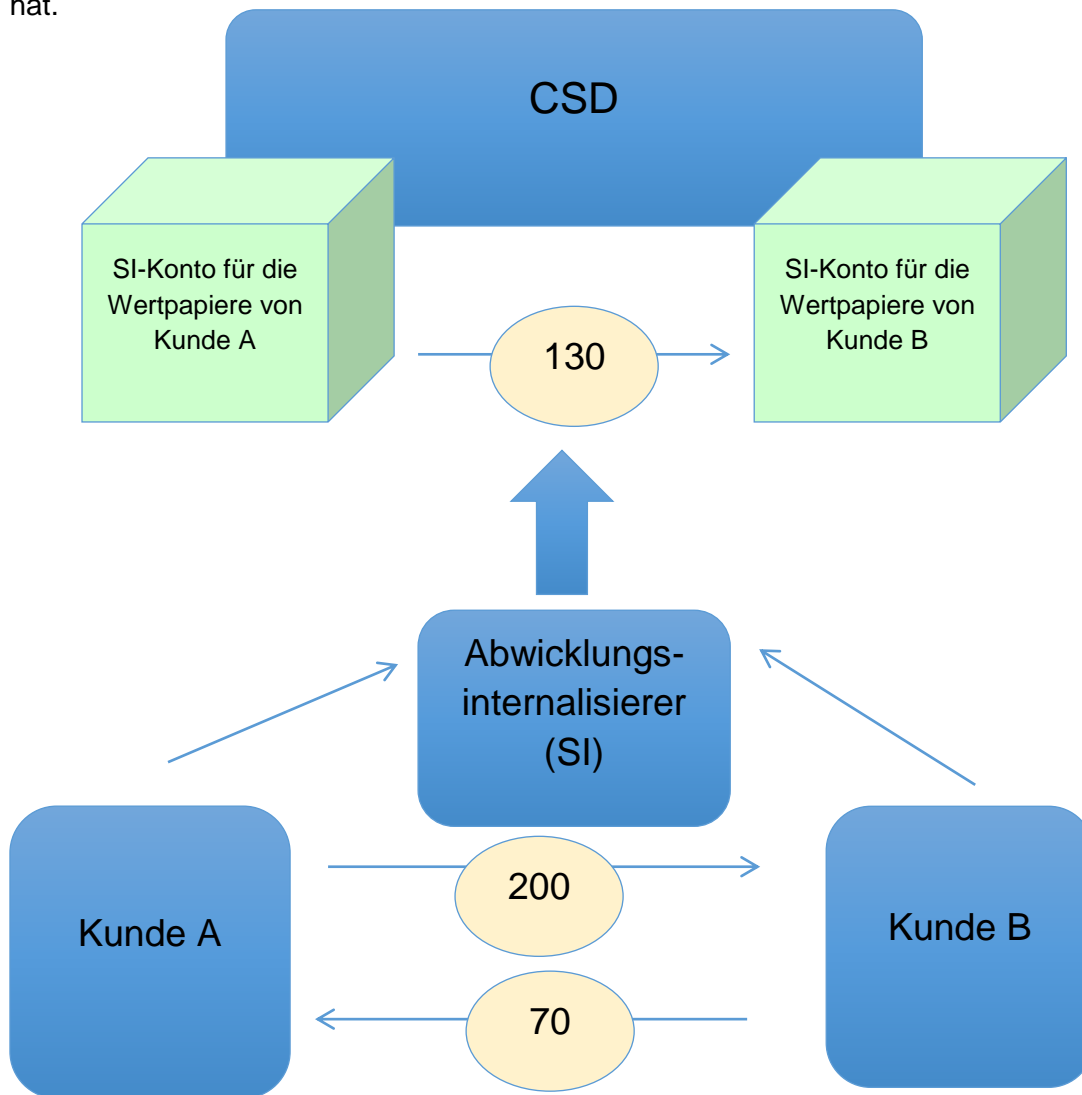 hat.
CSD
SI-Konto für die
Wertpapiere von
Kunde A
SI-Konto für die
Wertpapiere von
Kunde B
130
Abwicklungs-
internalisierer
(SI)
200
Kunde A
Kunde B
70